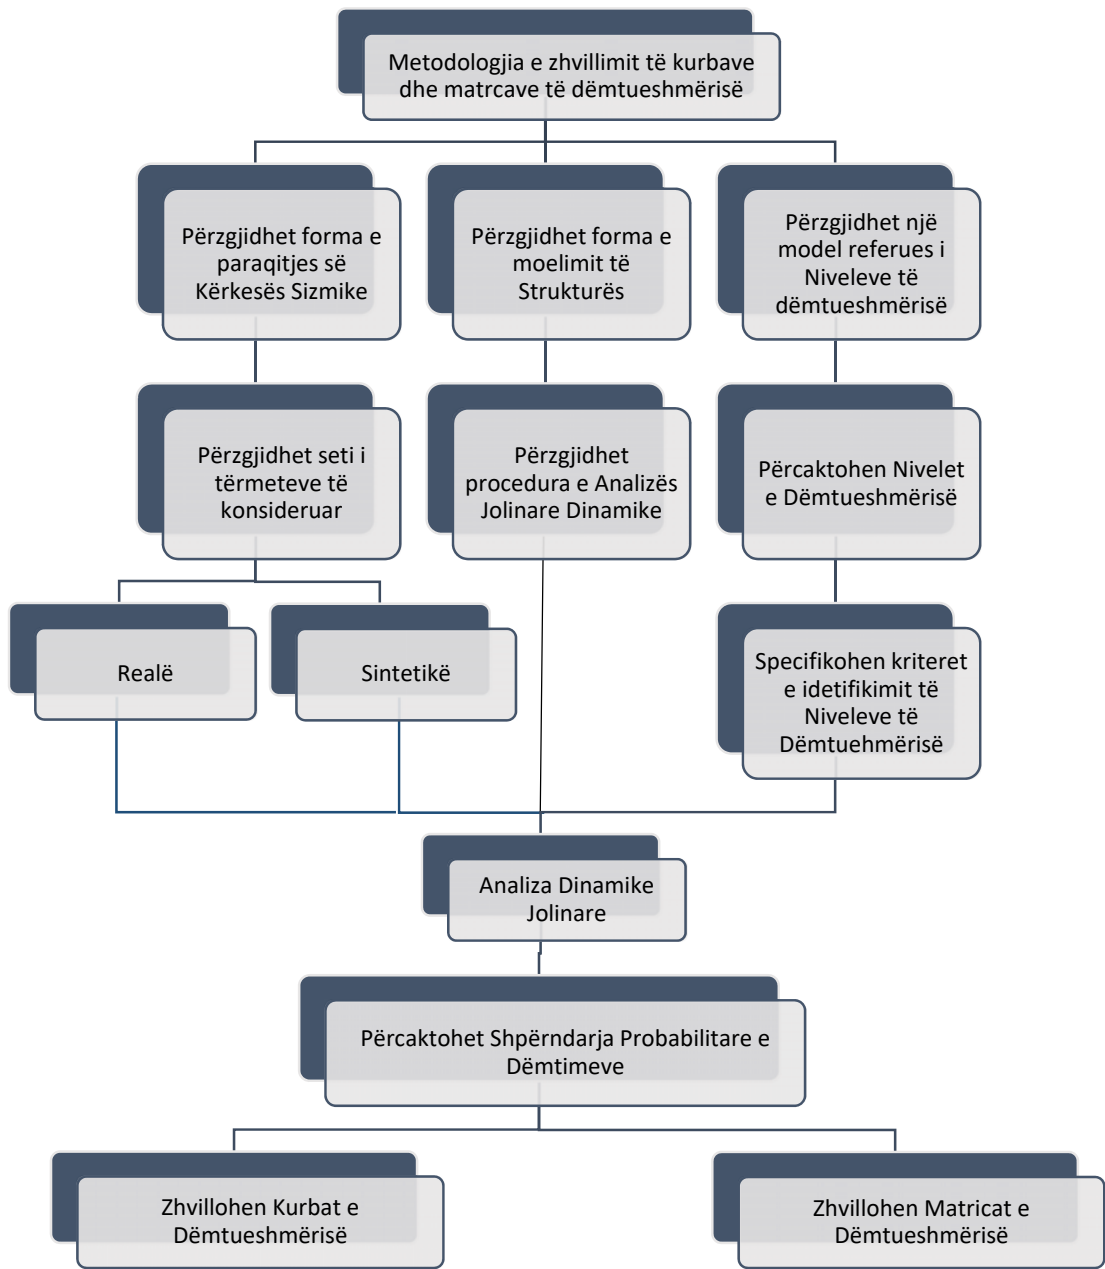 Metodologjia e zhvillimit të kurbave
dhe matrcave të dëmtueshmërisë
Përzgjidhet forma e
paraqitjes së
Kërkesës Sizmike
Përzgjidhet forma e
moelimit të
Strukturës
Përzgjidhet një
model referues i
Niveleve të
dëmtueshmërisë
Përzgjidhet seti i
tërmeteve të
konsideruar
Përzgjidhet
procedura e Analizës
Jolinare Dinamike
Përcaktohen Nivelet
e Dëmtueshmërisë
Realë
Sintetikë
Specifikohen kriteret
e idetifikimit të
Niveleve të
Dëmtuehmërisë
Analiza Dinamike
Jolinare
Përcaktohet Shpërndarja Probabilitare e
Dëmtimeve
Zhvillohen Kurbat e
Dëmtueshmërisë
Zhvillohen Matricat e
Dëmtueshmërisë